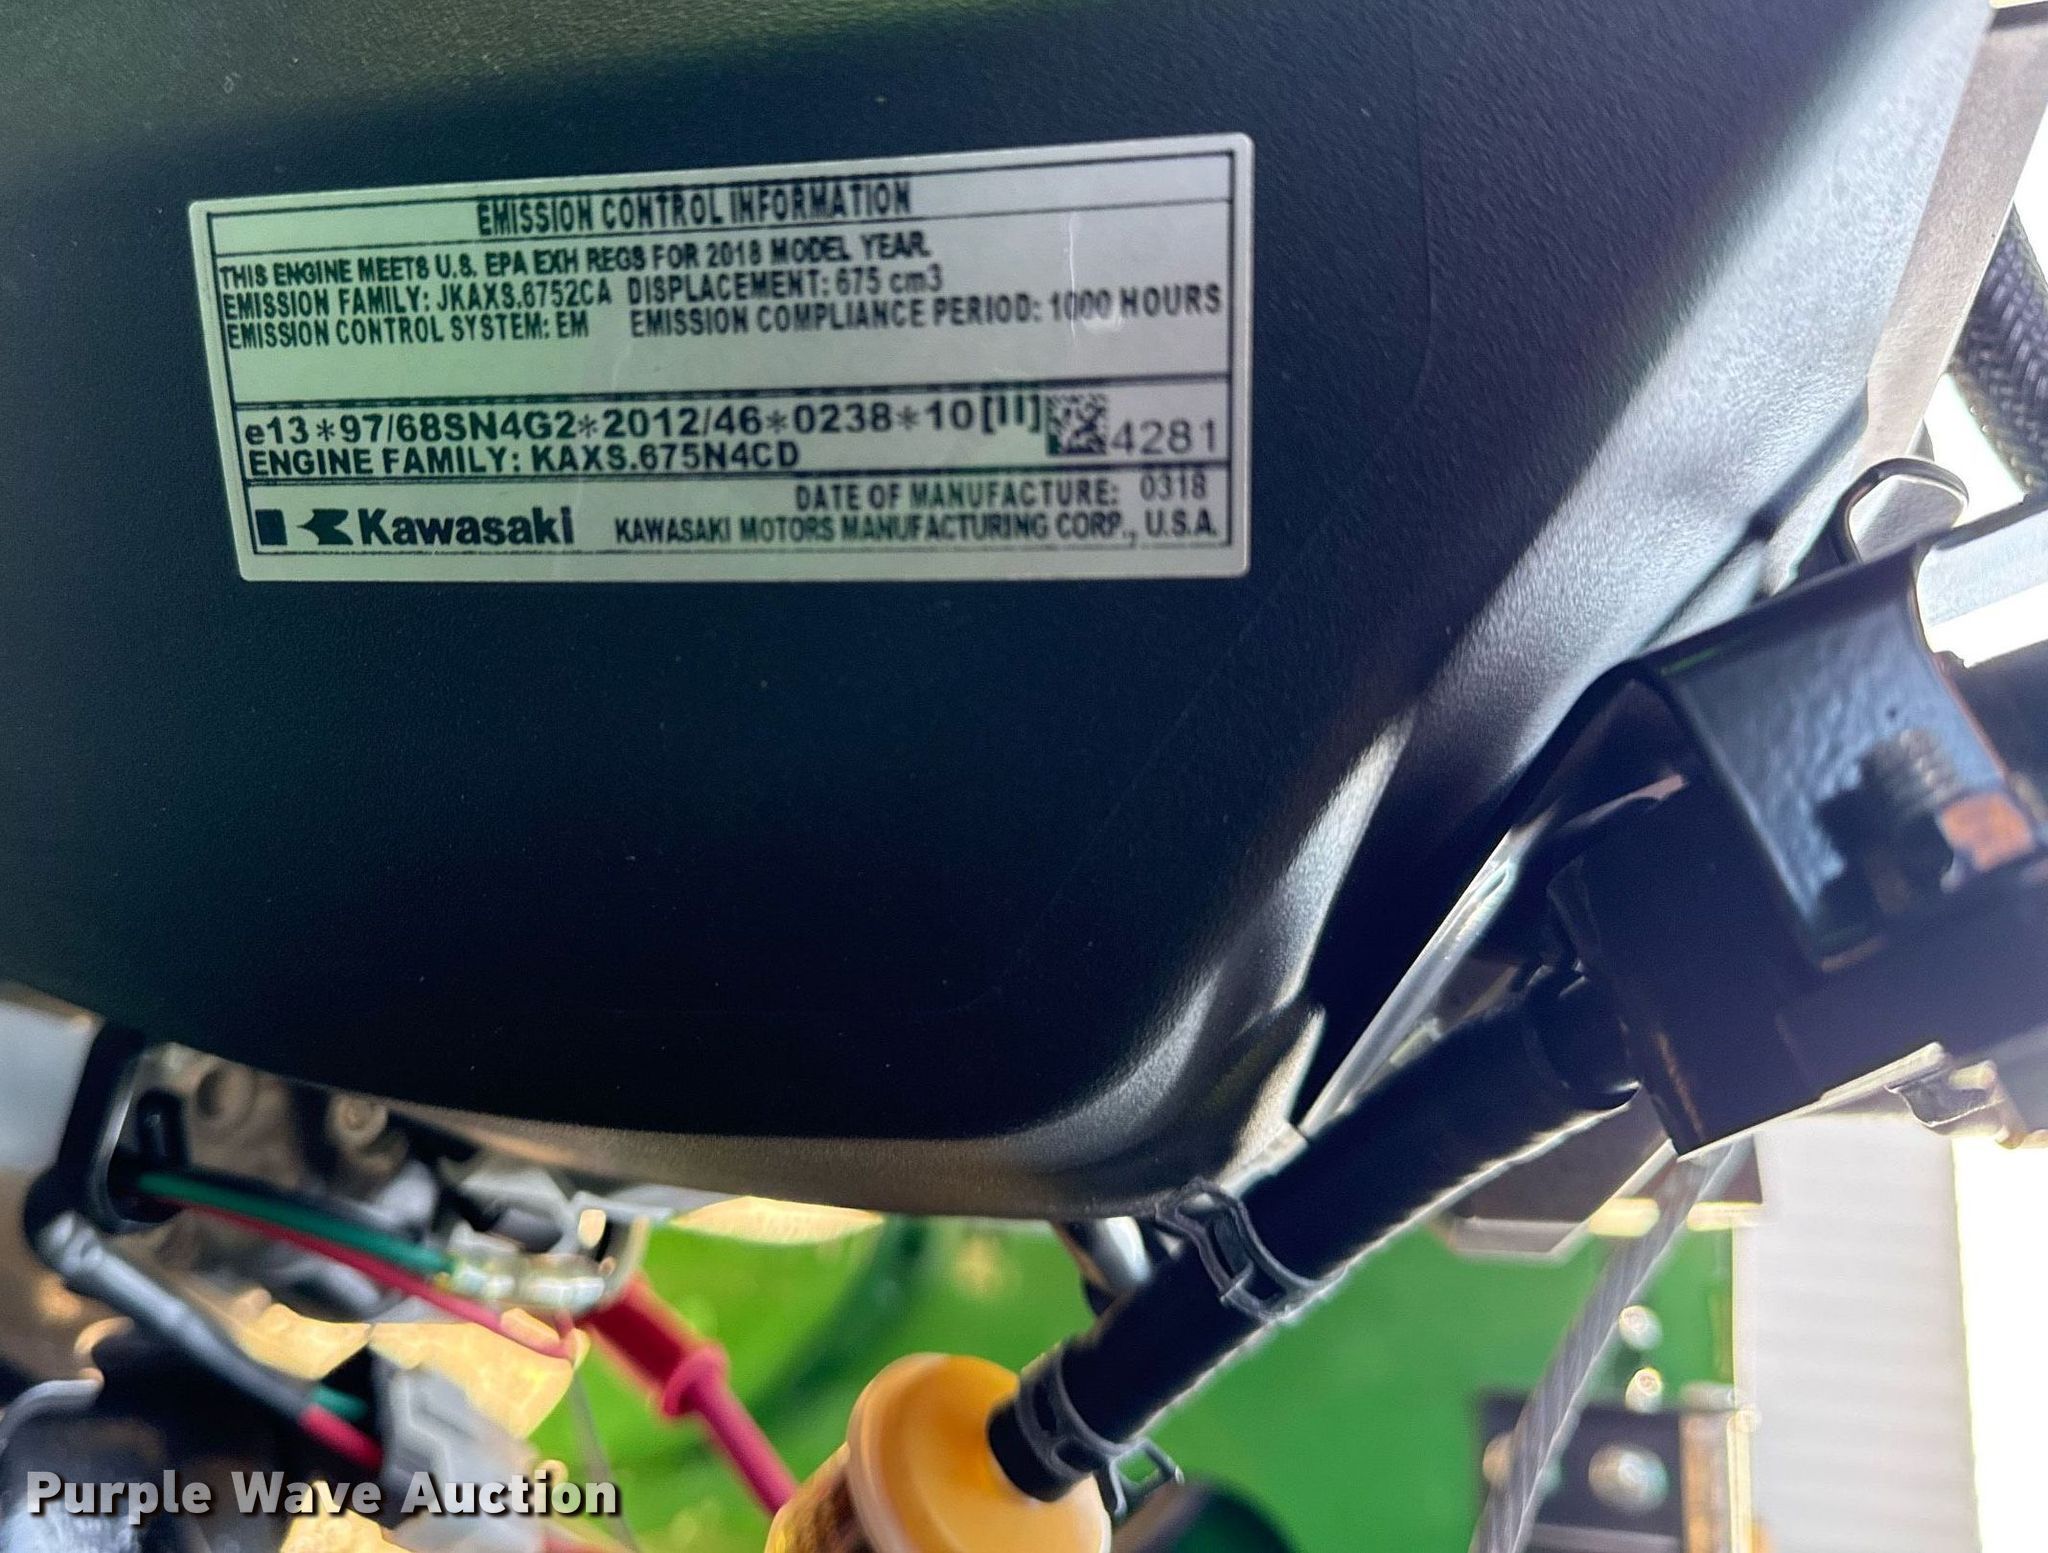 EMISSION CONTROL INFORMATION
THIS ENGINE MEETS U.S. EPA EXH REGS FOR 2018 MODEL YEAR.
EMISSION FAMILY: JKAXS.6752CA DISPLACEMENT: 675 cm3
EMISSION CONTROL SYSTEM: EM EMISSION COMPLIANCE PERIOD: 1000 HOURS
e13*97/68SN4G2*2012/46*0238*10[II] 4281
ENGINE FAMILY: KAXS.675N4CD
DATE OF MANUFACTURE: 0318
Kawasaki KAWASAKI MOTORS MANUFACTURING CORP., U.S.A.
Purple Wave Auction